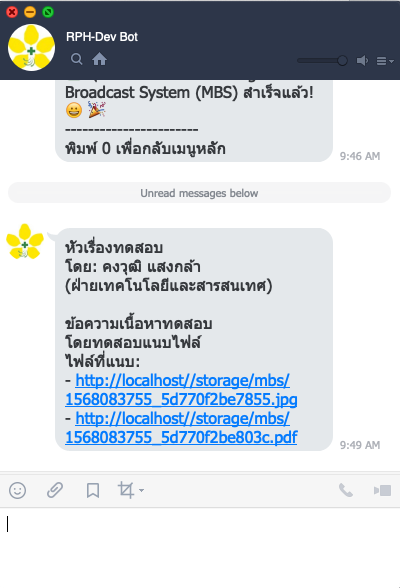 RPH-Dev Bot
Broadcast System (MBS) สำเร็จแล้ว!
-----------------------
พิมพ์ 0 เพื่อกลับเมนูหลัก
9:46 AM
Unread messages below
หัวเรื่องทดสอบ
โดย: คงวุฒิ แสงกล้า
(ฝ่ายเทคโนโลยีและสารสนเทศ)
ข้อความเนื้อหาทดสอบ
โดยทดสอบแนบไฟล์
ไฟล์ที่แนบ:
- http://localhost//storage/mbs/
1568083755_5d770f2be7855.jpg
- http://localhost//storage/mbs/
1568083755_5d770f2be803c.pdf
9:49 AM